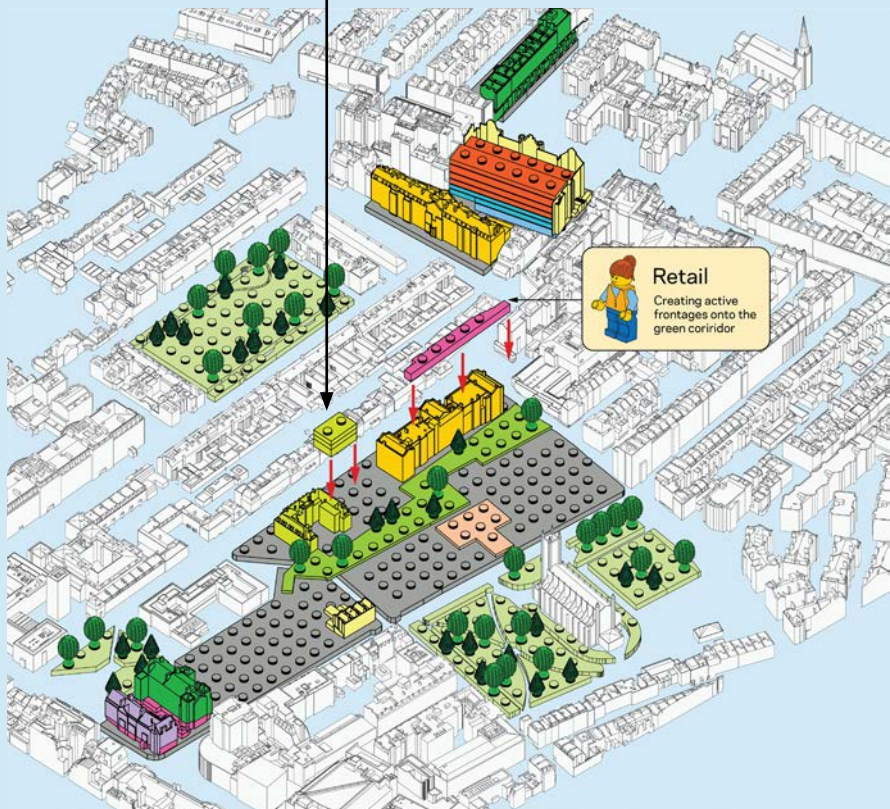 Retail
Creating active
frontages onto the
green coriridor